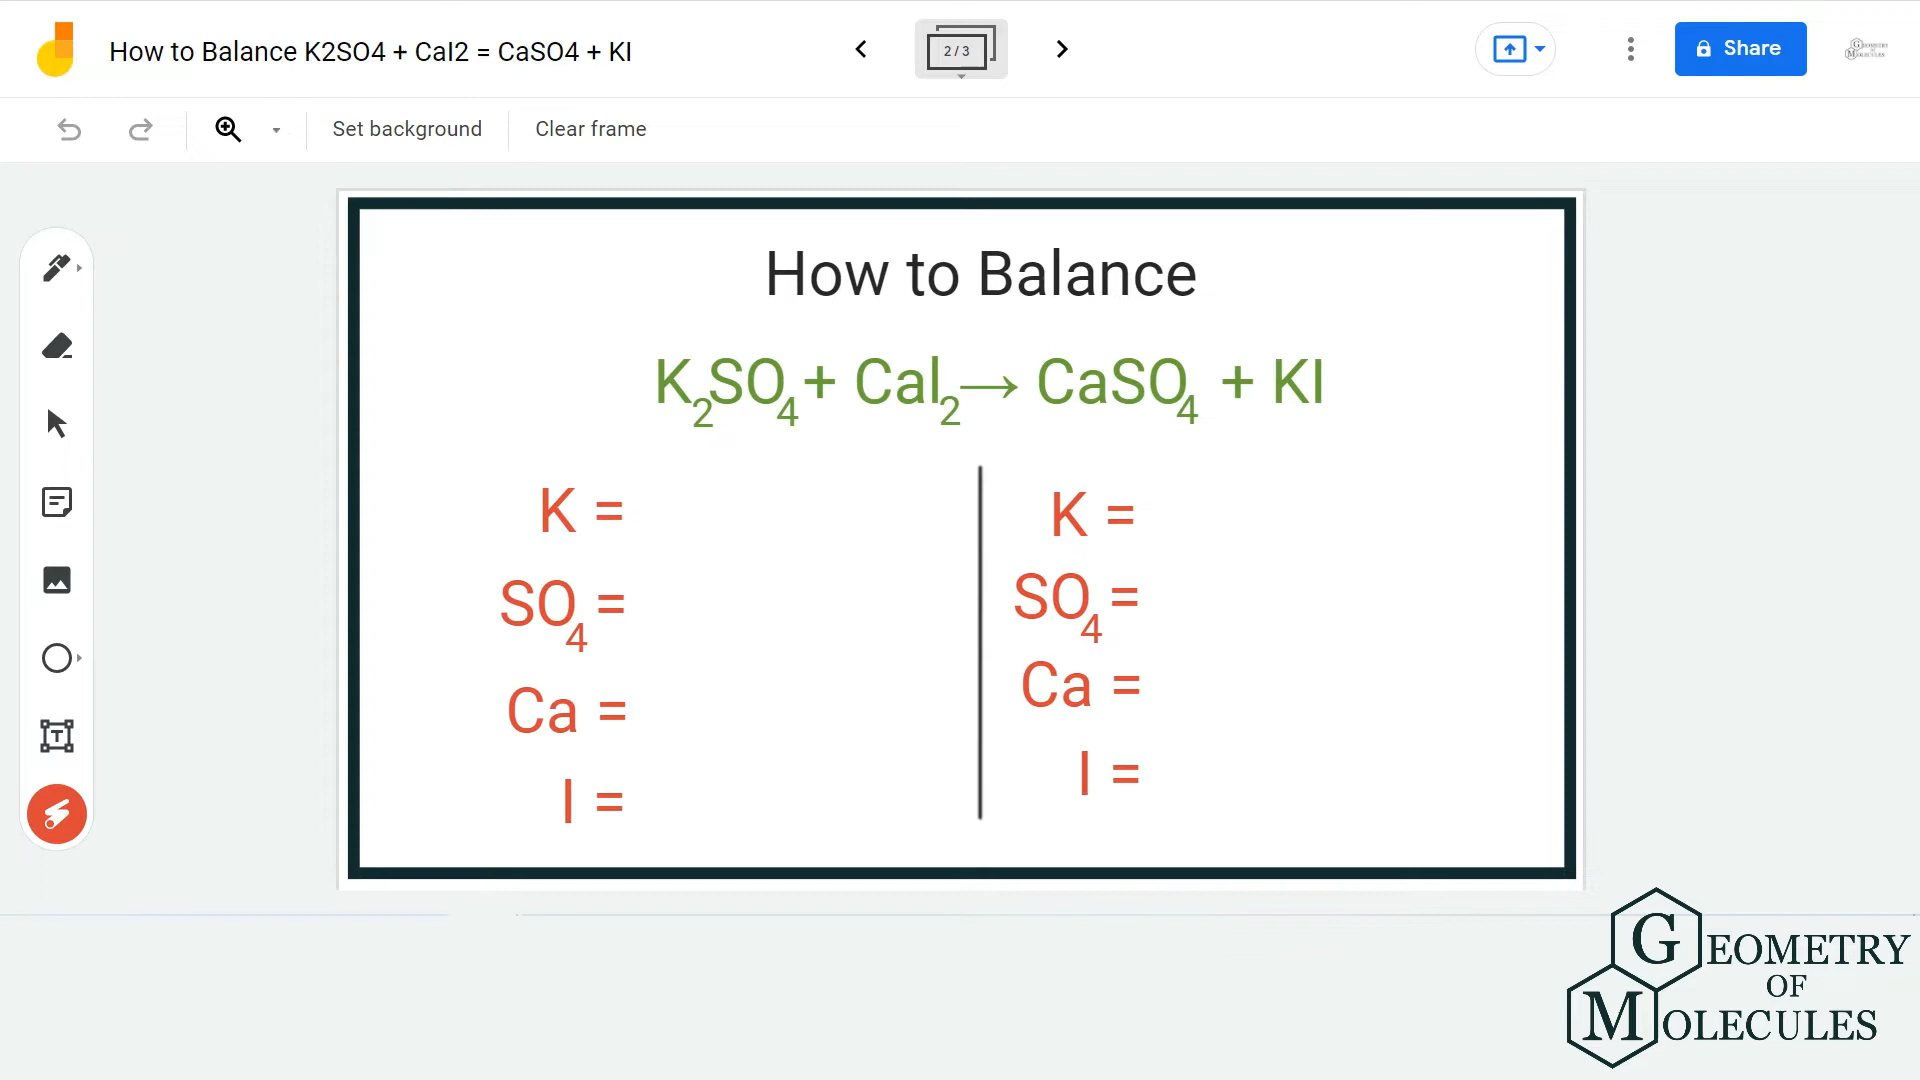 How to Balance K2SO4 + CaI2 = CaSO4 + KI
2 / 3
Share
Set background
Clear frame
How to Balance
K₂SO₄ + CaI₂ → CaSO₄ + KI
K =
SO₄ =
Ca =
I =
K =
SO₄ =
Ca =
I =
T
GEOMETRY
OF
MOLECULES